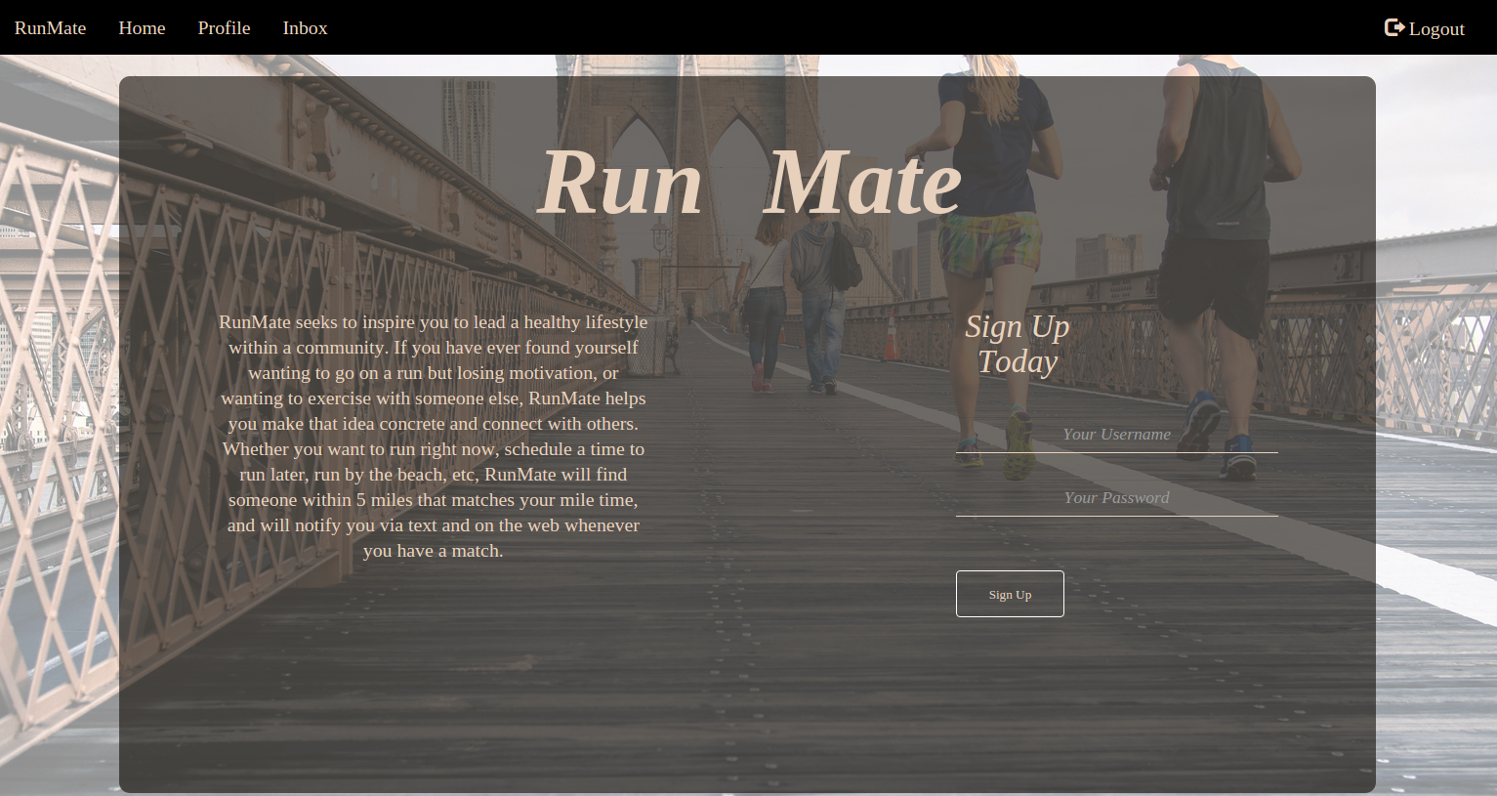 RunMate Home Profile Inbox Logout
Run Mate
RunMate seeks to inspire you to lead a healthy lifestyle
within a community. If you have ever found yourself
wanting to go on a run but losing motivation, or
wanting to exercise with someone else, RunMate helps
you make that idea concrete and connect with others.
Whether you want to run right now, schedule a time to
run later, run by the beach, etc, RunMate will find
someone within 5 miles that matches your mile time,
and will notify you via text and on the web whenever
you have a match.
Sign Up
Today
Your Username
Your Password
Sign Up